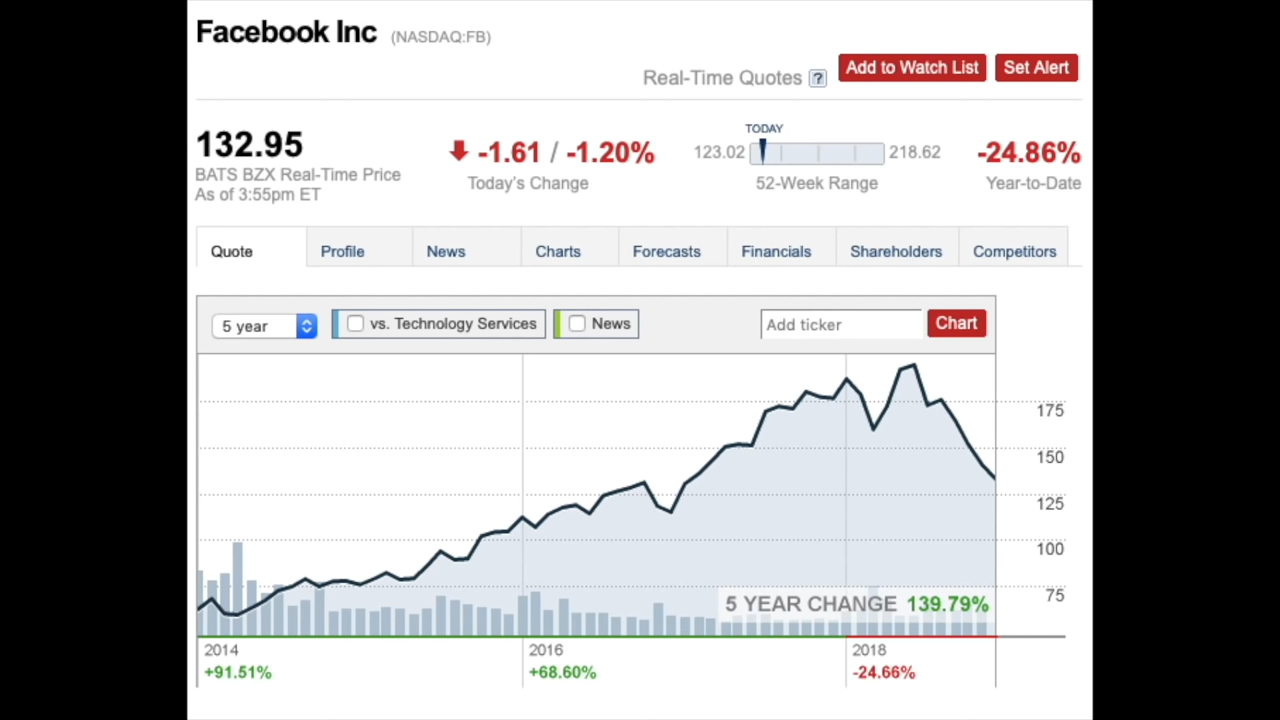 Facebook Inc (NASDAQ:FB)
Real-Time Quotes ? Add to Watch List Set Alert
TODAY
132.95 -1.61 / -1.20% 123.02 218.62 -24.86%
BATS BZX Real-Time Price Today's Change 52-Week Range Year-to-Date
As of 3:55pm ET
Quote Profile News Charts Forecasts Financials Shareholders Competitors
5 year vs. Technology Services News Add ticker Chart
175
150
125
100
75
5 YEAR CHANGE 139.79%
2014 2016 2018
+91.51% +68.60% -24.66%